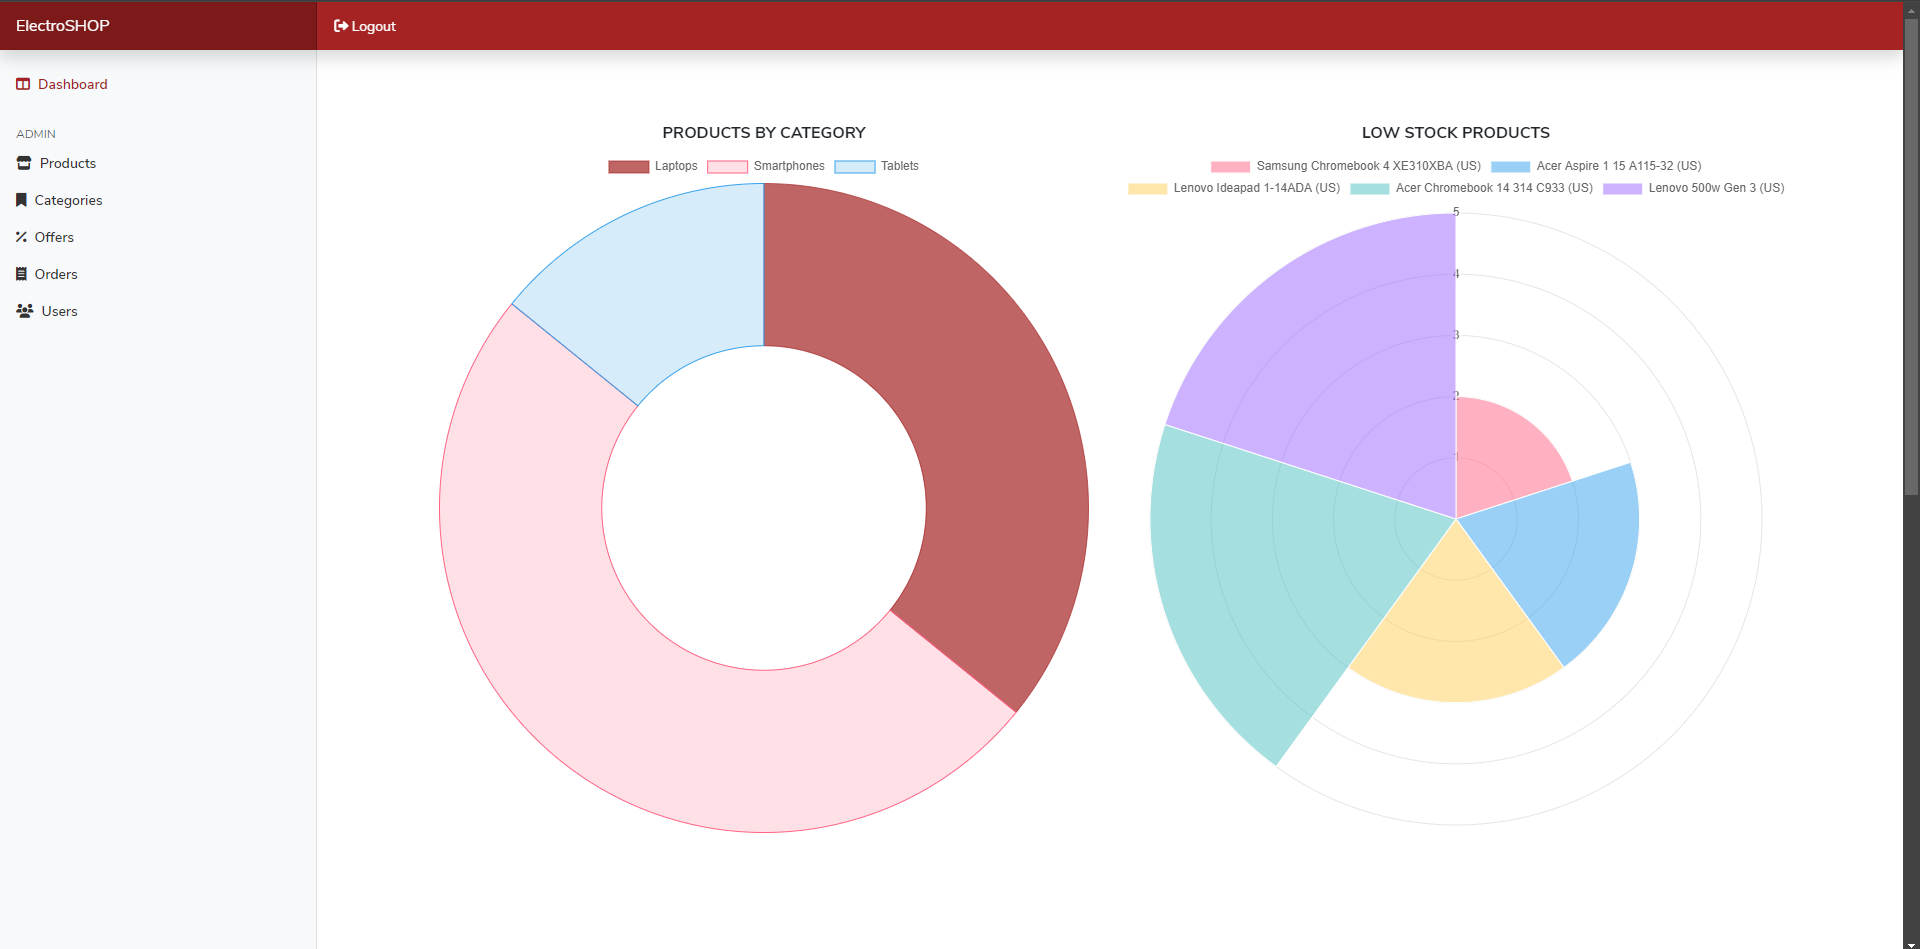 ElectroSHOP
Logout
Dashboard
ADMIN
Products
Categories
Offers
Orders
Users
PRODUCTS BY CATEGORY
Laptops Smartphones Tablets
LOW STOCK PRODUCTS
Samsung Chromebook 4 XE310XBA (US) Acer Aspire 1 15 A115-32 (US)
Lenovo Ideapad 1-14ADA (US) Acer Chromebook 14 314 C933 (US) Lenovo 500w Gen 3 (US)
5
4
3
2
1